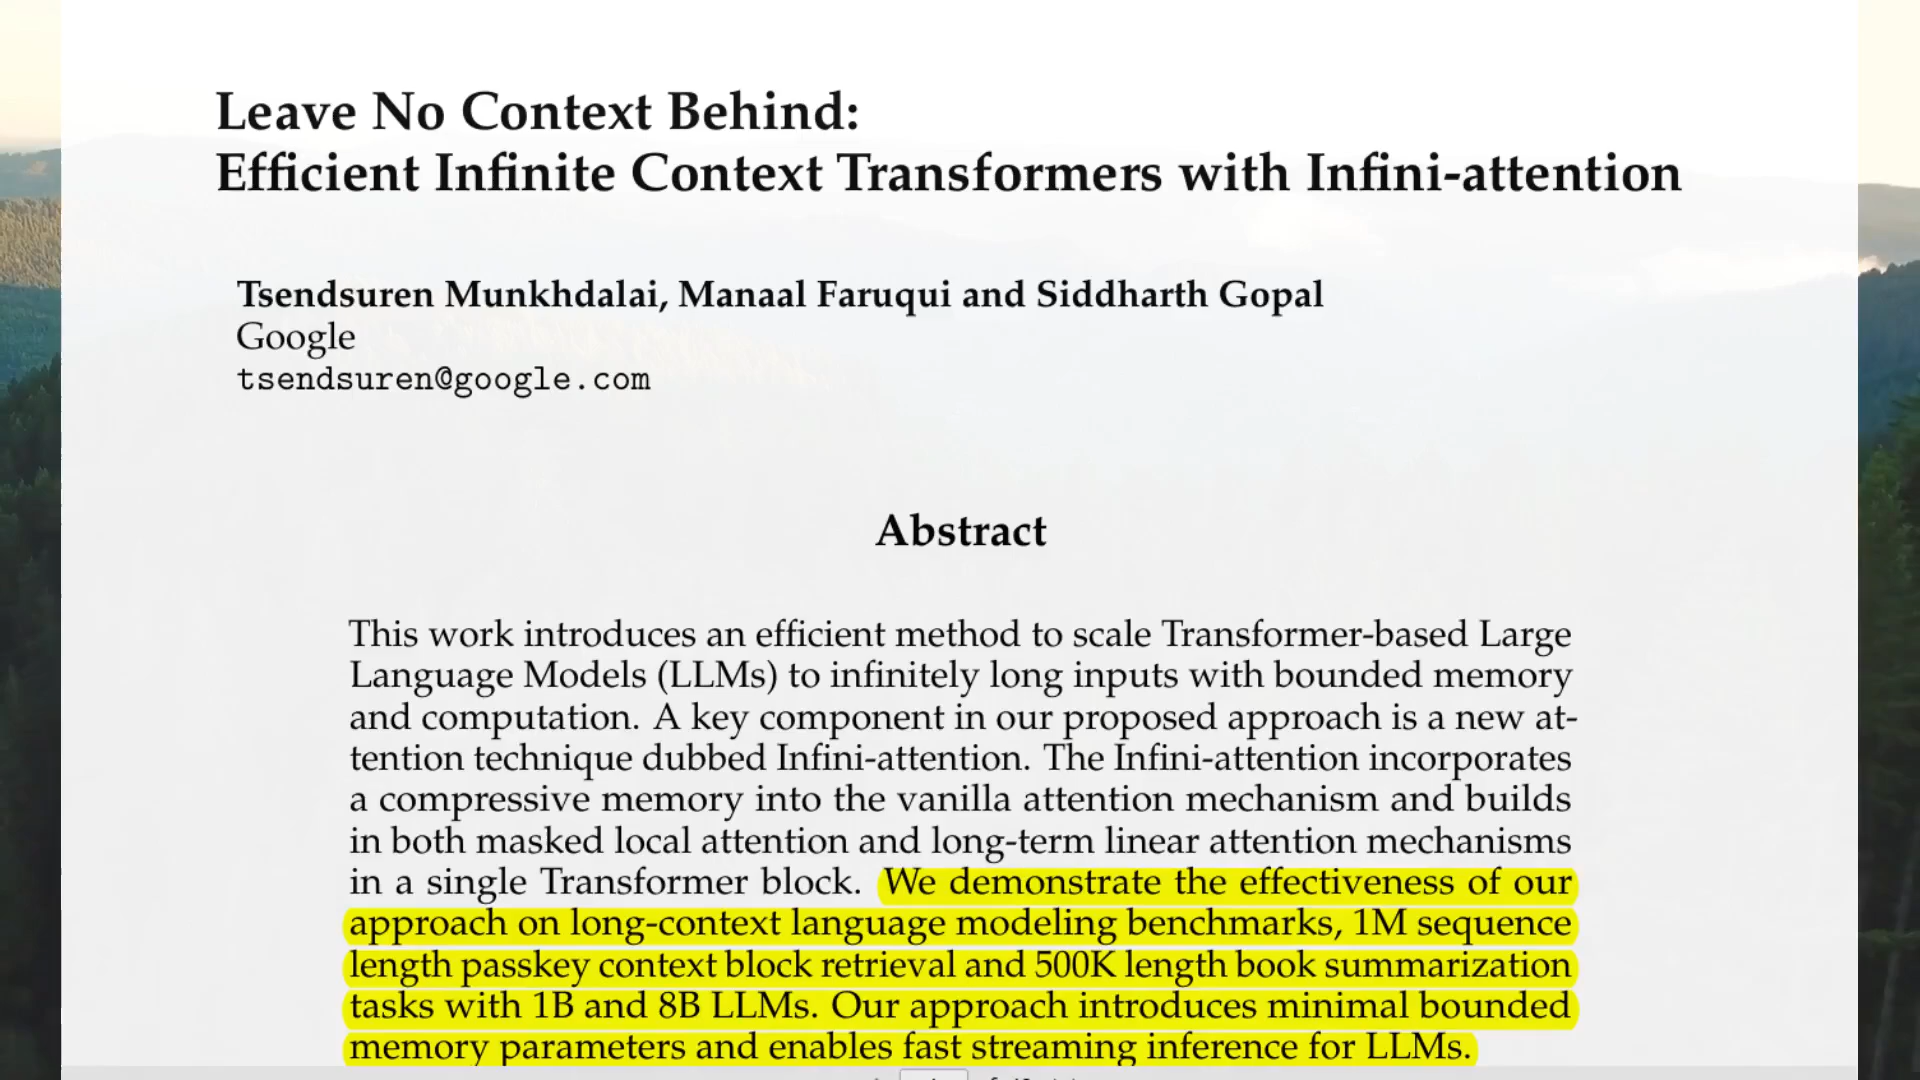 Leave No Context Behind:
Efficient Infinite Context Transformers with Infini-attention
Tsendsuren Munkhdalai, Manaal Faruqui and Siddharth Gopal
Google
tsendsuren@google.com
Abstract
This work introduces an efficient method to scale Transformer-based Large
Language Models (LLMs) to infinitely long inputs with bounded memory
and computation. A key component in our proposed approach is a new at-
tention technique dubbed Infini-attention. The Infini-attention incorporates
a compressive memory into the vanilla attention mechanism and builds
in both masked local attention and long-term linear attention mechanisms
in a single Transformer block. We demonstrate the effectiveness of our
approach on long-context language modeling benchmarks, 1M sequence
length passkey context block retrieval and 500K length book summarization
tasks with 1B and 8B LLMs. Our approach introduces minimal bounded
memory parameters and enables fast streaming inference for LLMs.